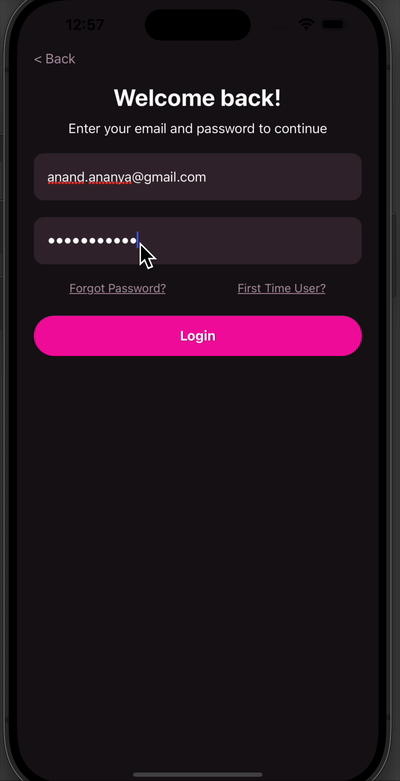 12:57
< Back
Welcome back!
Enter your email and password to continue
anand.ananya@gmail.com
•••••••••••
Forgot Password? First Time User?
Login